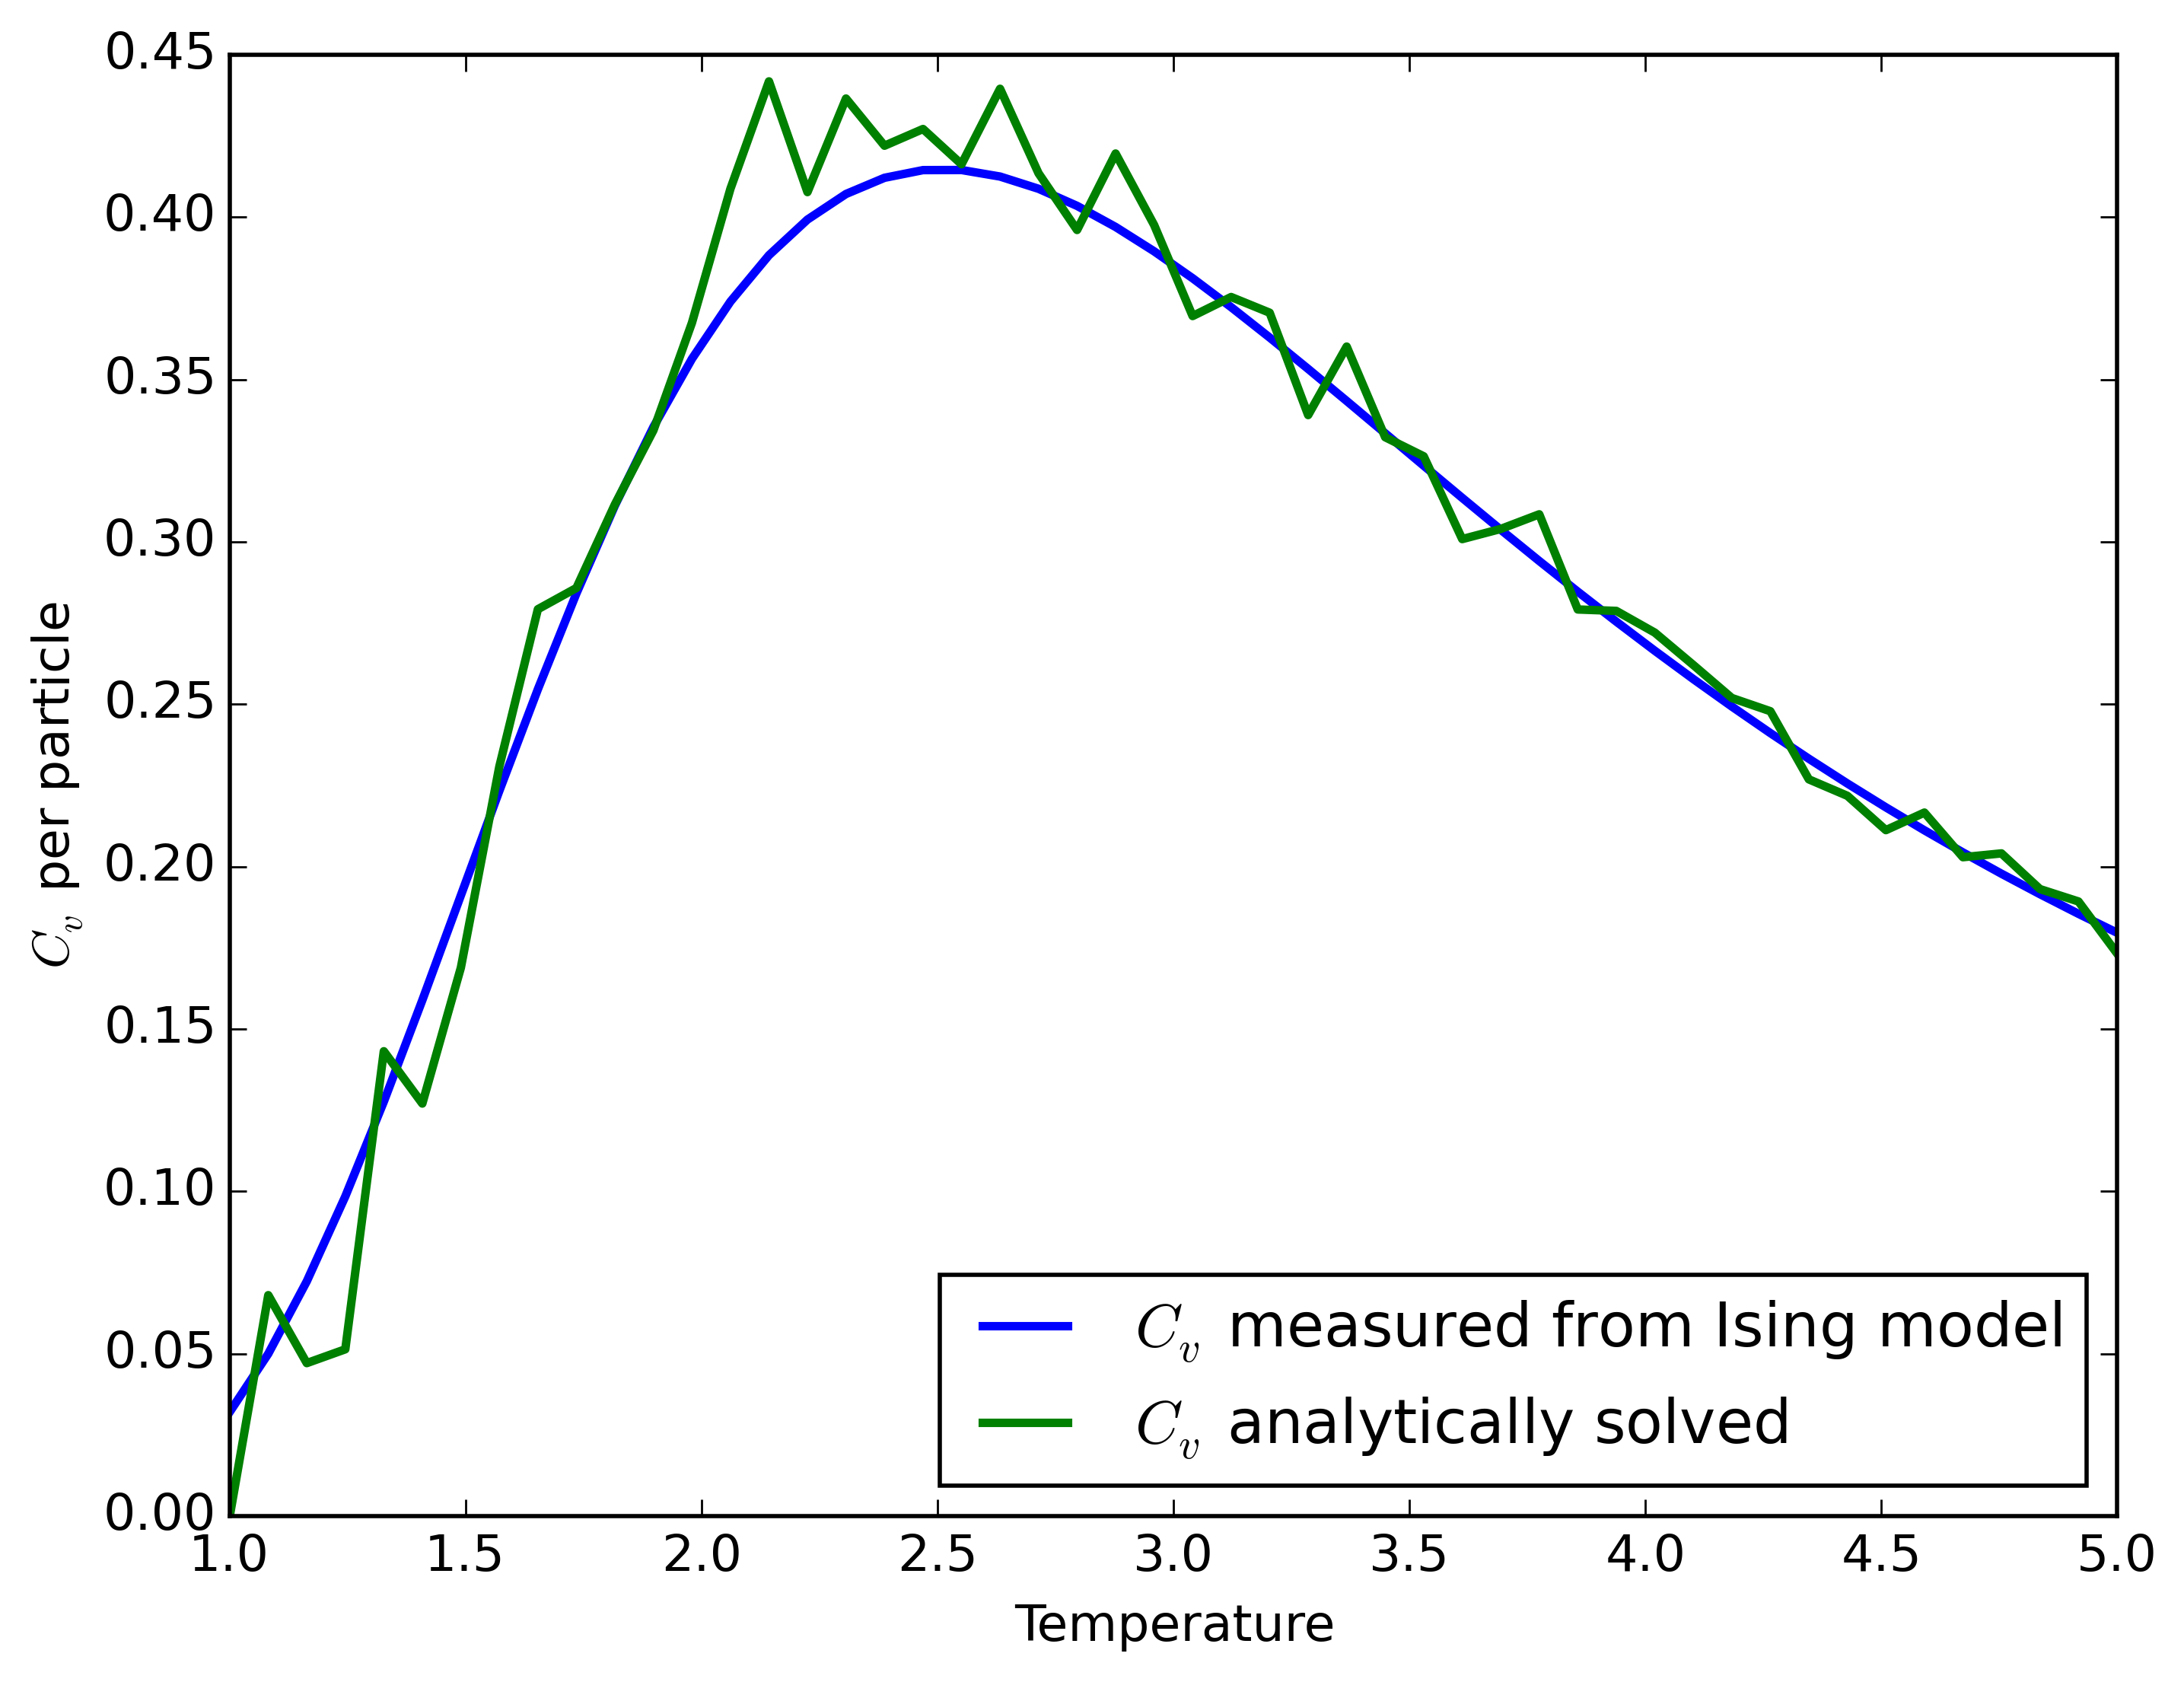 0.45
0.40
0.35
0.30
0.25
0.20
0.15
0.10
0.05
0.00
C_v per particle
C_v measured from Ising model
C_v analytically solved
1.0 1.5 2.0 2.5 3.0 3.5 4.0 4.5 5.0
Temperature